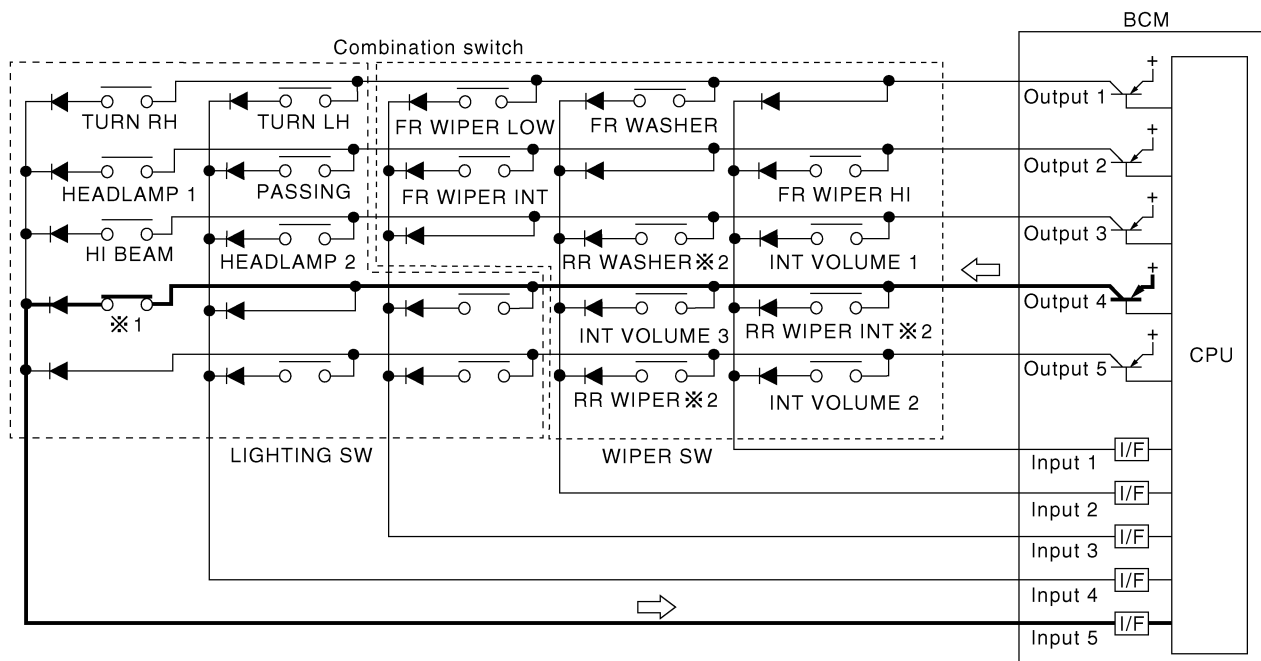 BCM
Combination switch
+
Output 1
TURN RH
TURN LH
FR WIPER LOW
FR WASHER
+
Output 2
HEADLAMP 1
PASSING
FR WIPER INT
FR WIPER HI
+
Output 3
HI BEAM
HEADLAMP 2
RR WASHER※2
INT VOLUME 1
+
Output 4
※1
INT VOLUME 3
RR WIPER INT※2
+
CPU
Output 5
RR WIPER※2
INT VOLUME 2
LIGHTING SW
WIPER SW
Input 1
I/F
Input 2
I/F
Input 3
I/F
Input 4
I/F
Input 5
I/F